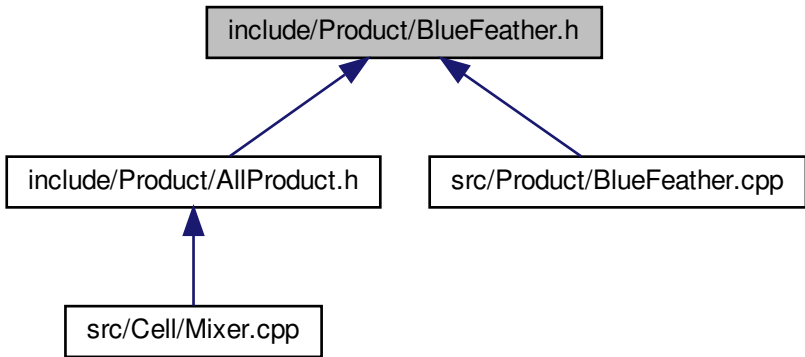 include/Product/BlueFeather.h
include/Product/AllProduct.h
src/Product/BlueFeather.cpp
src/Cell/Mixer.cpp